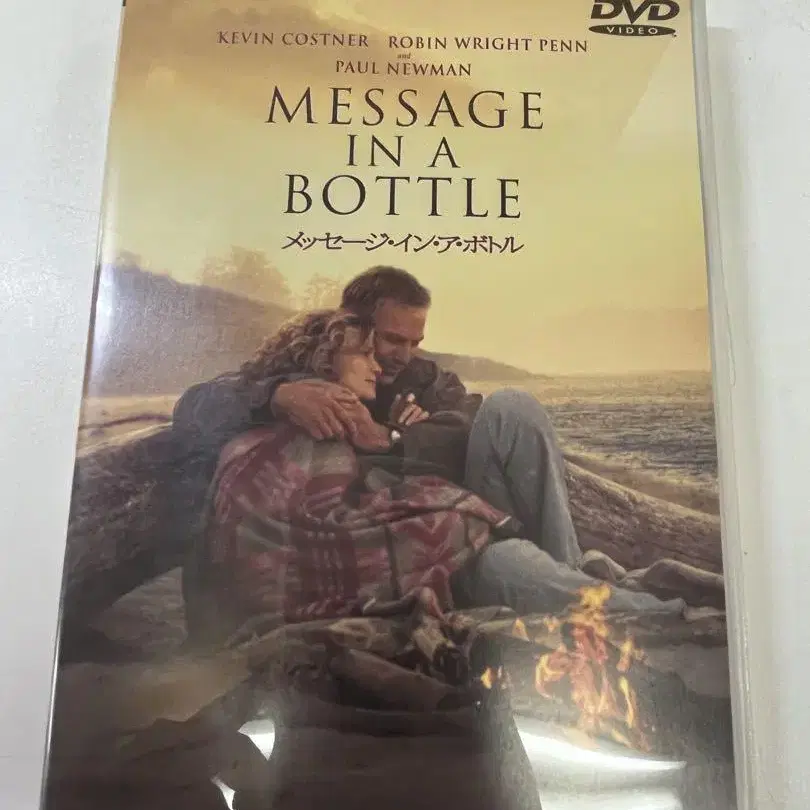 DVD
VIDEO
KEVIN COSTNER ROBIN WRIGHT PENN
and
PAUL NEWMAN
MESSAGE
IN A
BOTTLE
メッセージ・イン・ア・ボトル